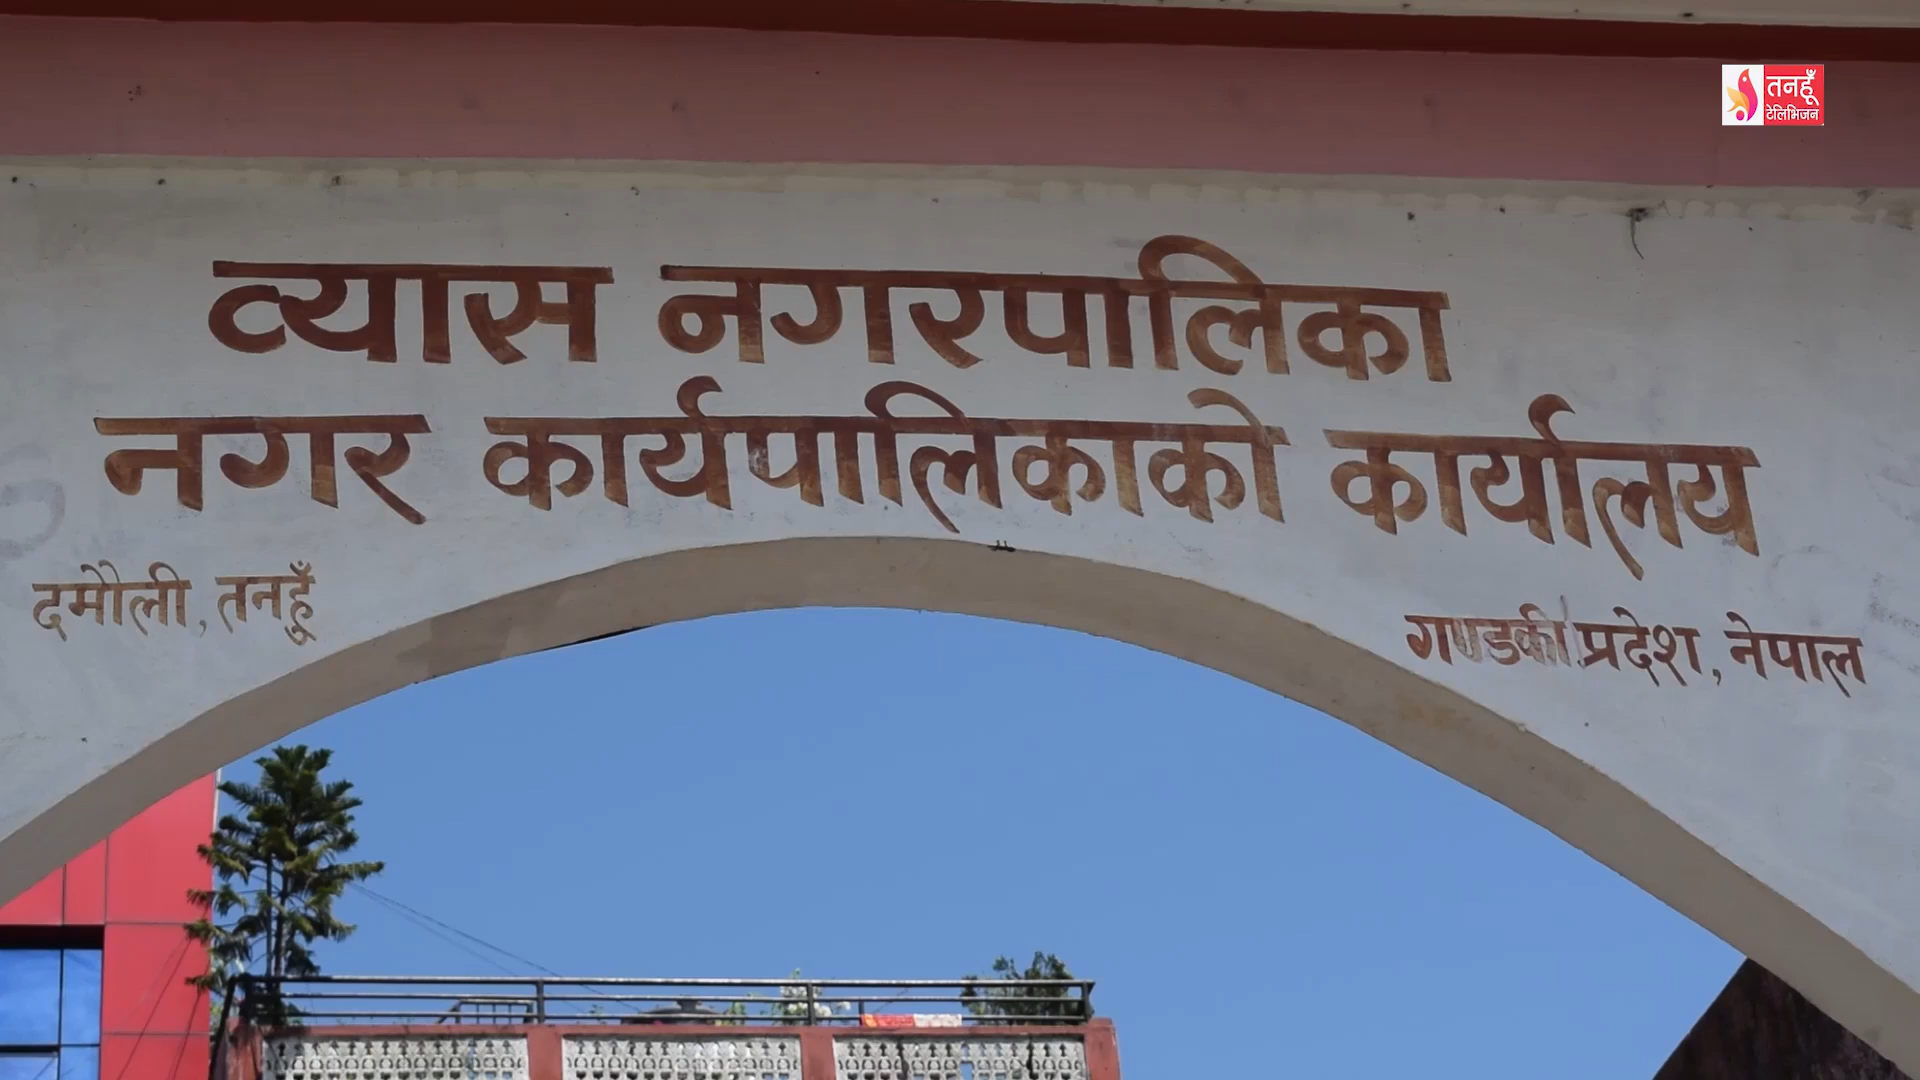 तनहूँ
टेलिभिजन
व्यास नगरपालिका
नगर कार्यपालिकाको कार्यालय
दमौली, तनहुँ
गण्डकी प्रदेश, नेपाल